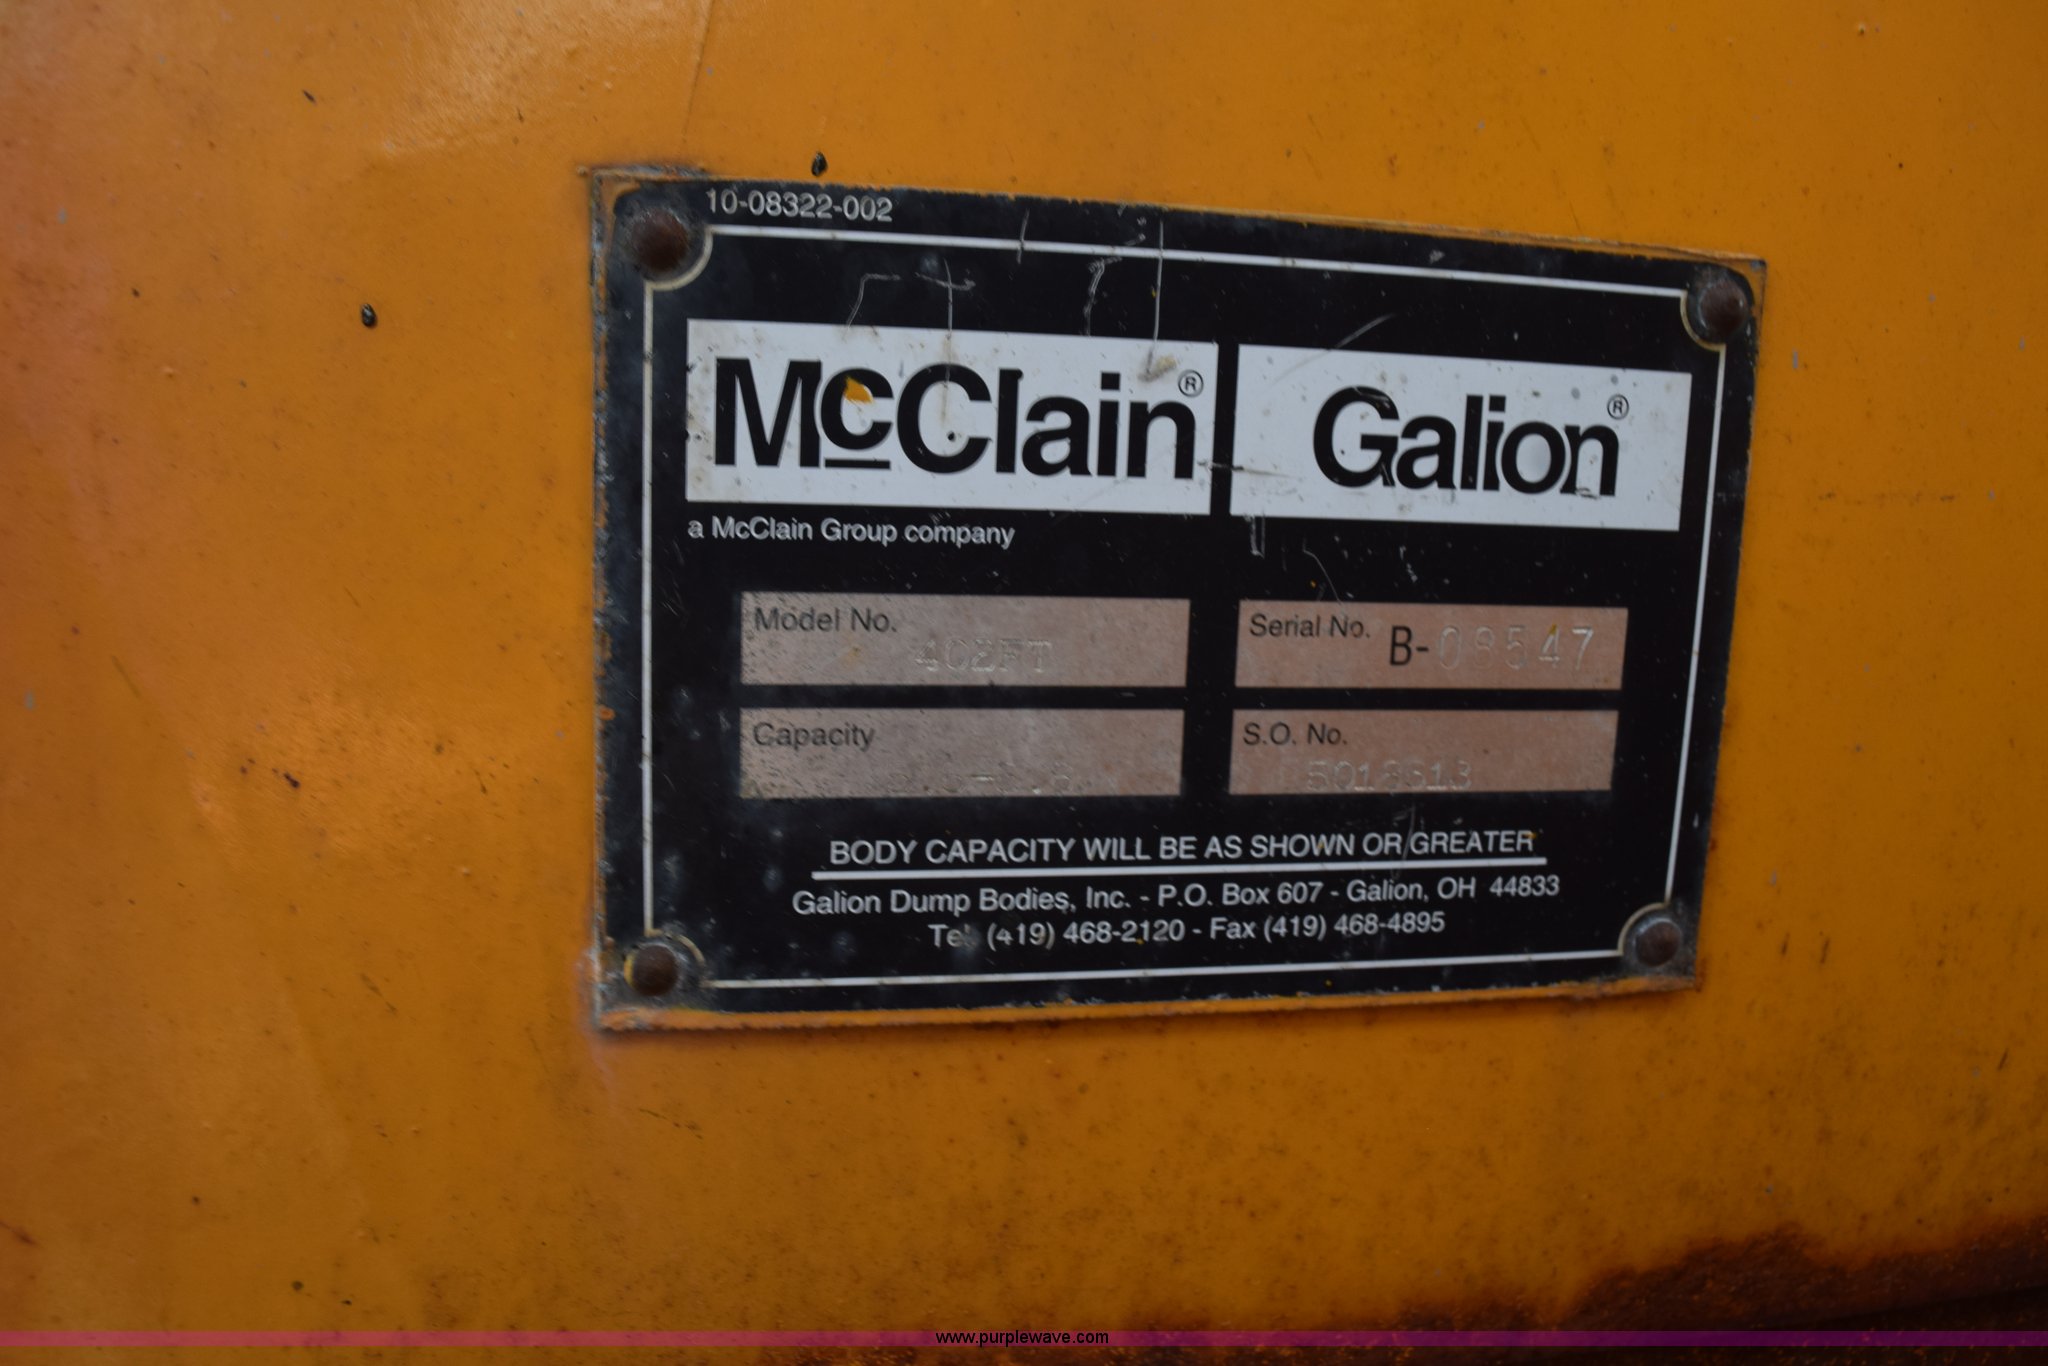 10-08322-002
McClain® Galion®
a McClain Group company
Model No. Serial No. B-08547
4CZFT
Capacity S.O. No.
BODY CAPACITY WILL BE AS SHOWN OR GREATER
Galion Dump Bodies, Inc. - P.O. Box 607 - Galion, OH 44833
Tel. (419) 468-2120 - Fax (419) 468-4895
www.purplewave.com